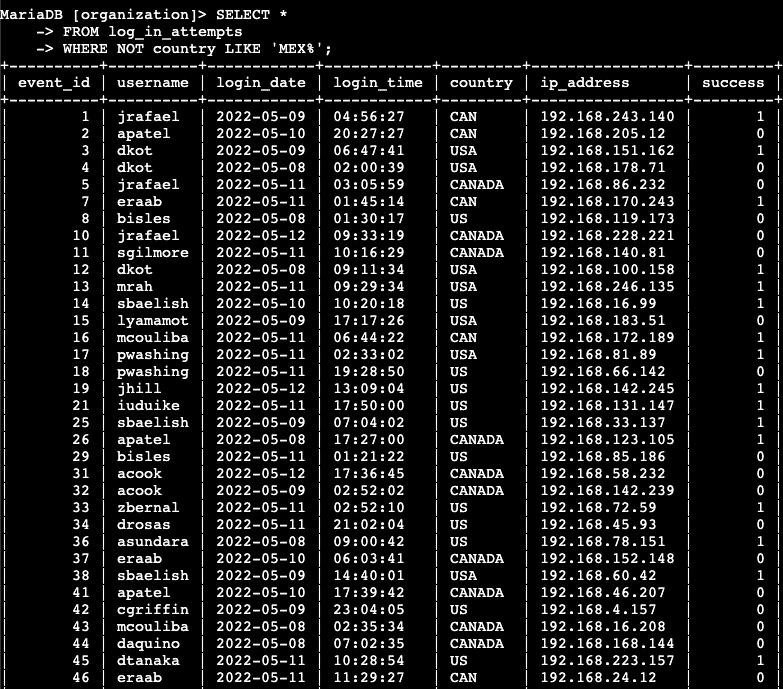 MariaDB [organization]> SELECT *
    -> FROM log_in_attempts
    -> WHERE NOT country LIKE 'MEX%';
+----------+----------+------------+------------+---------+-----------------+---------+
| event_id | username | login_date | login_time | country | ip_address      | success |
+----------+----------+------------+------------+---------+-----------------+---------+
|        1 | jrafael  | 2022-05-09 | 04:56:27   | CAN     | 192.168.243.140 |       1 |
|        2 | apatel   | 2022-05-10 | 20:27:27   | CAN     | 192.168.205.12  |       0 |
|        3 | dkot     | 2022-05-09 | 06:47:41   | USA     | 192.168.151.162 |       1 |
|        4 | dkot     | 2022-05-08 | 02:00:39   | USA     | 192.168.178.71  |       0 |
|        5 | jrafael  | 2022-05-11 | 03:05:59   | CANADA  | 192.168.86.232  |       0 |
|        7 | eraab    | 2022-05-11 | 01:45:14   | CAN     | 192.168.170.243 |       1 |
|        8 | bisles   | 2022-05-08 | 01:30:17   | US      | 192.168.119.173 |       0 |
|       10 | jrafael  | 2022-05-12 | 09:33:19   | CANADA  | 192.168.228.221 |       0 |
|       11 | sgilmore | 2022-05-11 | 10:16:29   | CANADA  | 192.168.140.81  |       0 |
|       12 | dkot     | 2022-05-08 | 09:11:34   | USA     | 192.168.100.158 |       1 |
|       13 | mrah     | 2022-05-11 | 09:29:34   | USA     | 192.168.246.135 |       1 |
|       14 | sbaelish | 2022-05-10 | 10:20:18   | US      | 192.168.16.99   |       1 |
|       15 | lyamamot | 2022-05-09 | 17:17:26   | USA     | 192.168.183.51  |       0 |
|       16 | mcouliba | 2022-05-11 | 06:44:22   | CAN     | 192.168.172.189 |       1 |
|       17 | pwashing | 2022-05-11 | 02:33:02   | USA     | 192.168.81.89   |       1 |
|       18 | pwashing | 2022-05-11 | 19:28:50   | US      | 192.168.66.142  |       0 |
|       19 | jhill    | 2022-05-12 | 13:09:04   | US      | 192.168.142.245 |       1 |
|       21 | iuduike  | 2022-05-11 | 17:50:00   | US      | 192.168.131.147 |       1 |
|       25 | sbaelish | 2022-05-09 | 07:04:02   | US      | 192.168.33.137  |       1 |
|       26 | apatel   | 2022-05-08 | 17:27:00   | CANADA  | 192.168.123.105 |       1 |
|       29 | bisles   | 2022-05-11 | 01:21:22   | US      | 192.168.85.186  |       0 |
|       31 | acook    | 2022-05-12 | 17:36:45   | CANADA  | 192.168.58.232  |       0 |
|       32 | acook    | 2022-05-09 | 02:52:02   | CANADA  | 192.168.142.239 |       0 |
|       33 | zbernal  | 2022-05-11 | 02:52:10   | US      | 192.168.72.59   |       1 |
|       34 | drosas   | 2022-05-11 | 21:02:04   | US      | 192.168.45.93   |       0 |
|       36 | asundara | 2022-05-08 | 09:00:42   | US      | 192.168.78.151  |       1 |
|       37 | eraab    | 2022-05-10 | 06:03:41   | CANADA  | 192.168.152.148 |       0 |
|       38 | sbaelish | 2022-05-09 | 14:40:01   | USA     | 192.168.60.42   |       1 |
|       41 | apatel   | 2022-05-10 | 17:39:42   | CANADA  | 192.168.46.207  |       0 |
|       42 | cgriffin | 2022-05-09 | 23:04:05   | US      | 192.168.4.157   |       0 |
|       43 | mcouliba | 2022-05-08 | 02:35:34   | CANADA  | 192.168.16.208  |       0 |
|       44 | daquino  | 2022-05-08 | 07:02:35   | CANADA  | 192.168.168.144 |       0 |
|       45 | dtanaka  | 2022-05-11 | 10:28:54   | US      | 192.168.223.157 |       1 |
|       46 | eraab    | 2022-05-11 | 11:29:27   | CAN     | 192.168.24.12   |       0 |